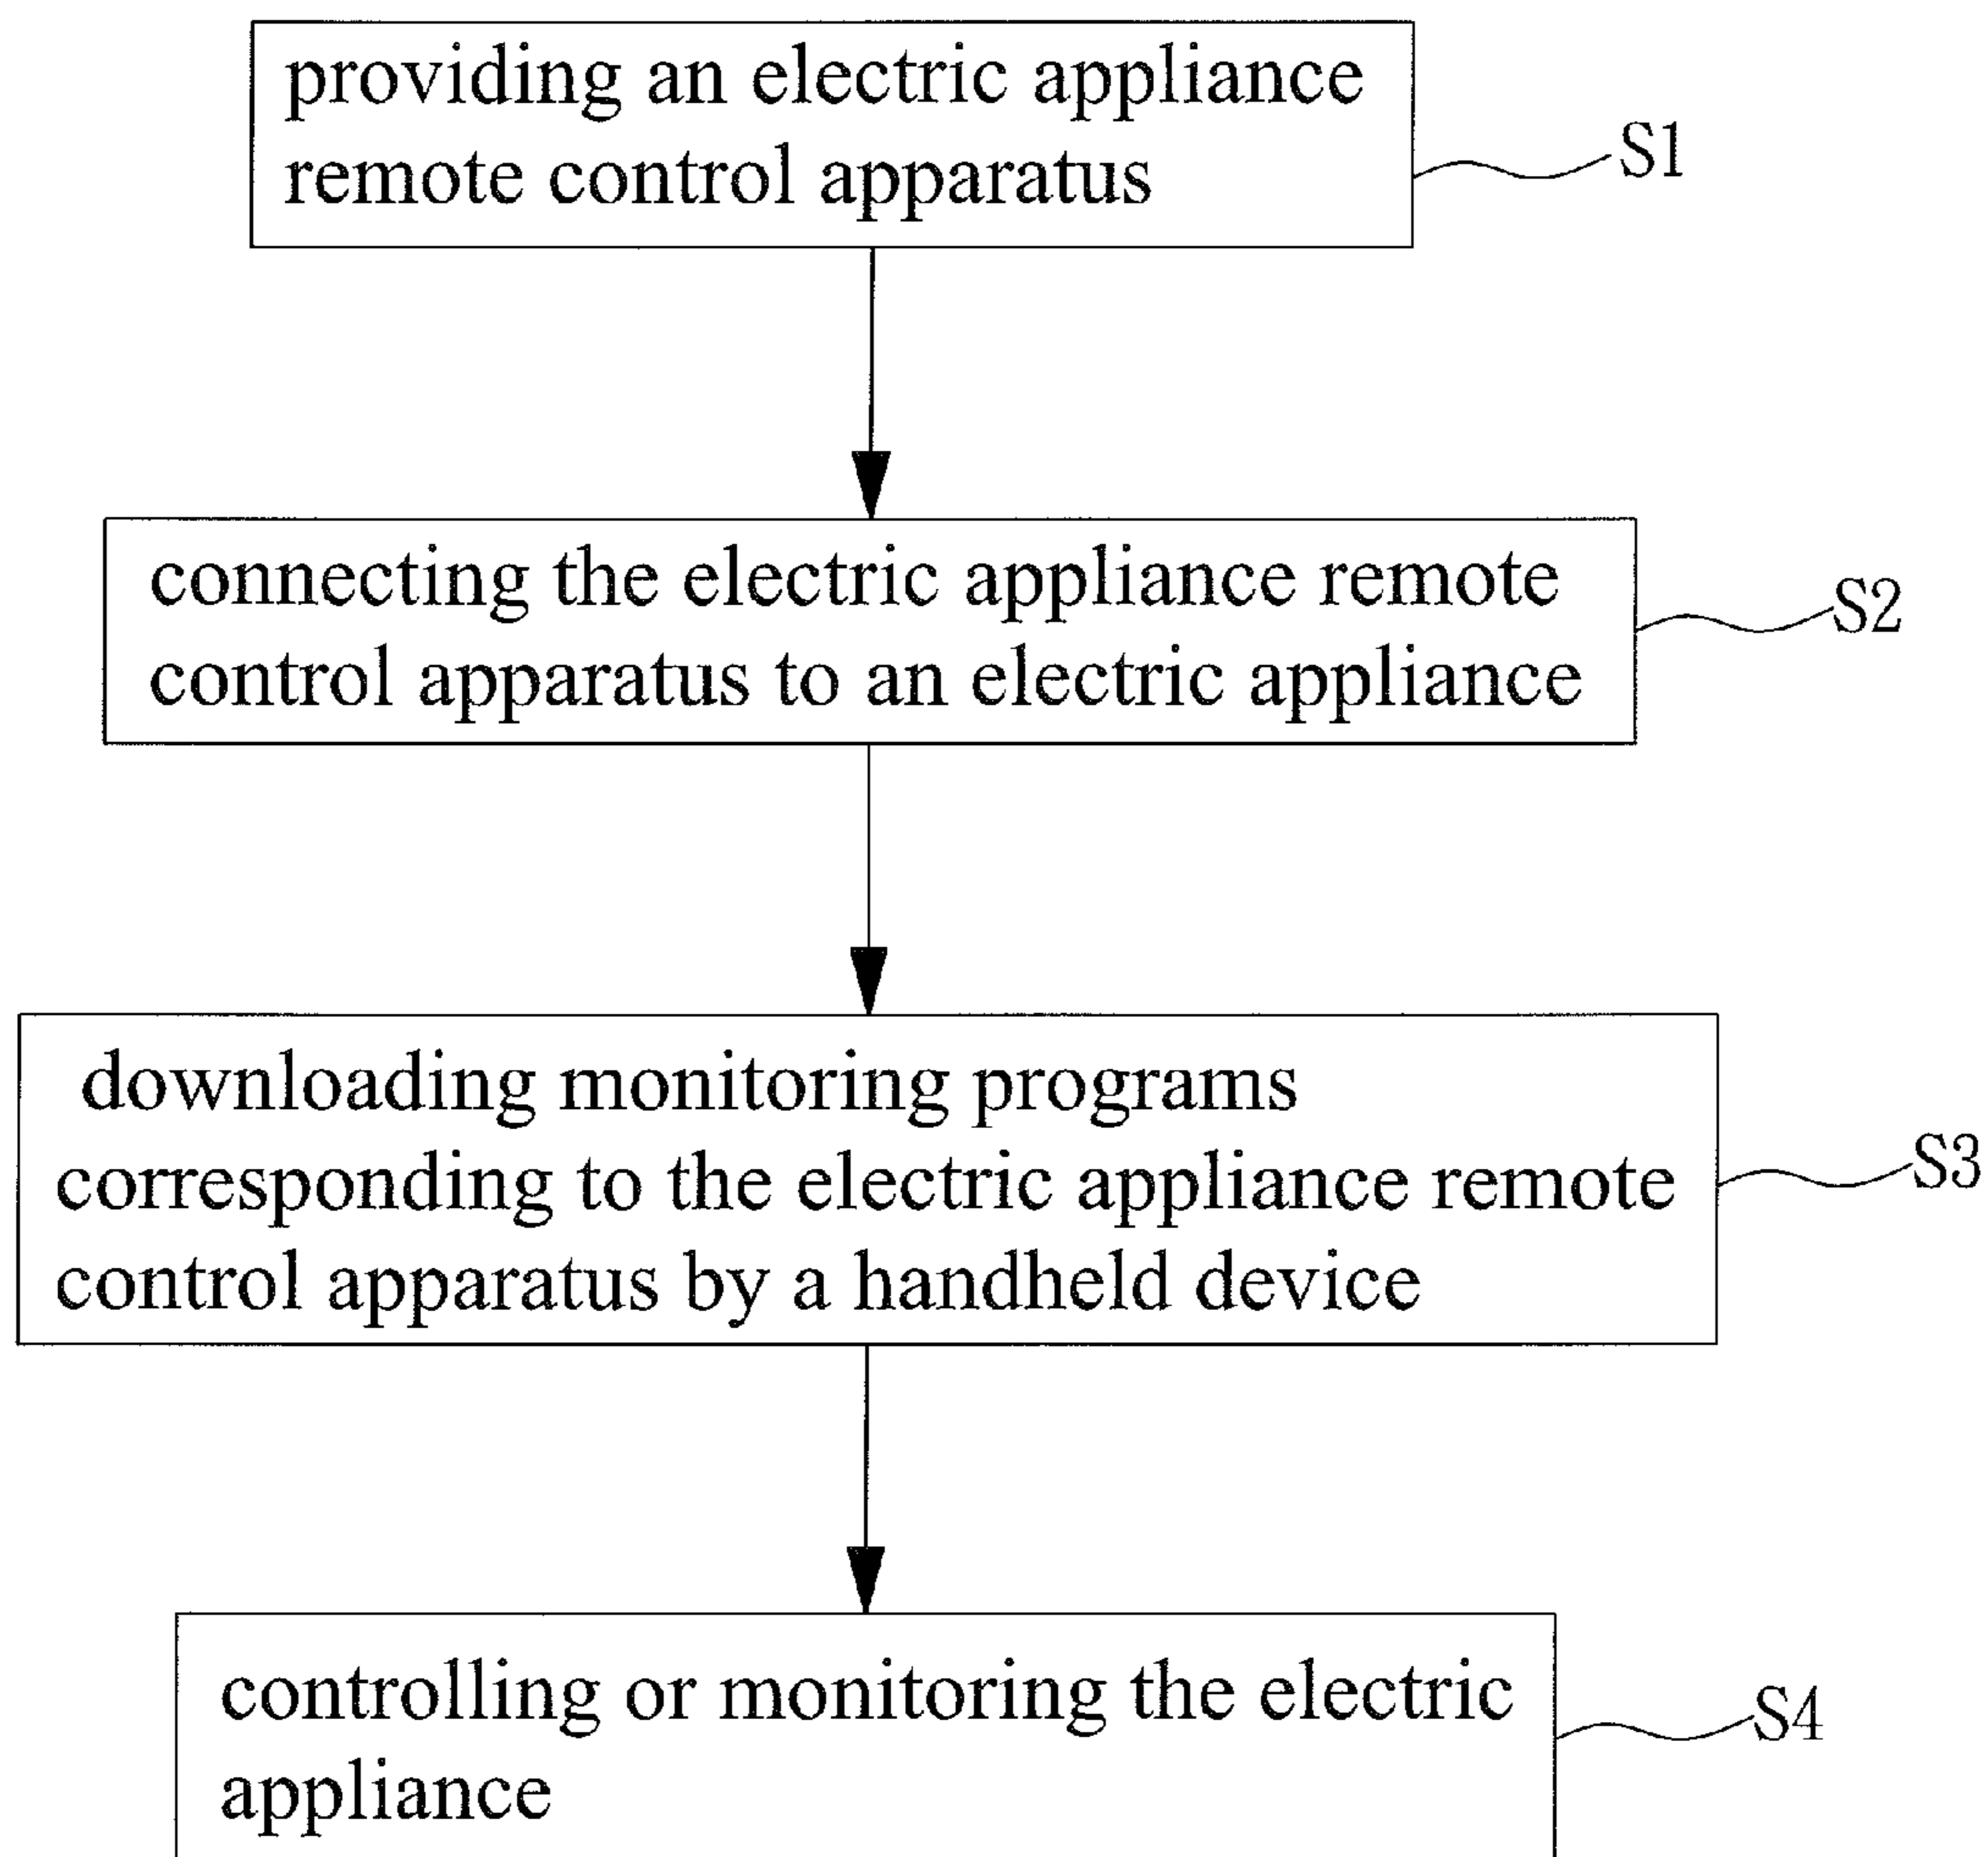 providing an electric appliance
remote control apparatus
S1
connecting the electric appliance remote
control apparatus to an electric appliance
S2
downloading monitoring programs
corresponding to the electric appliance remote
control apparatus by a handheld device
S3
controlling or monitoring the electric
appliance
S4